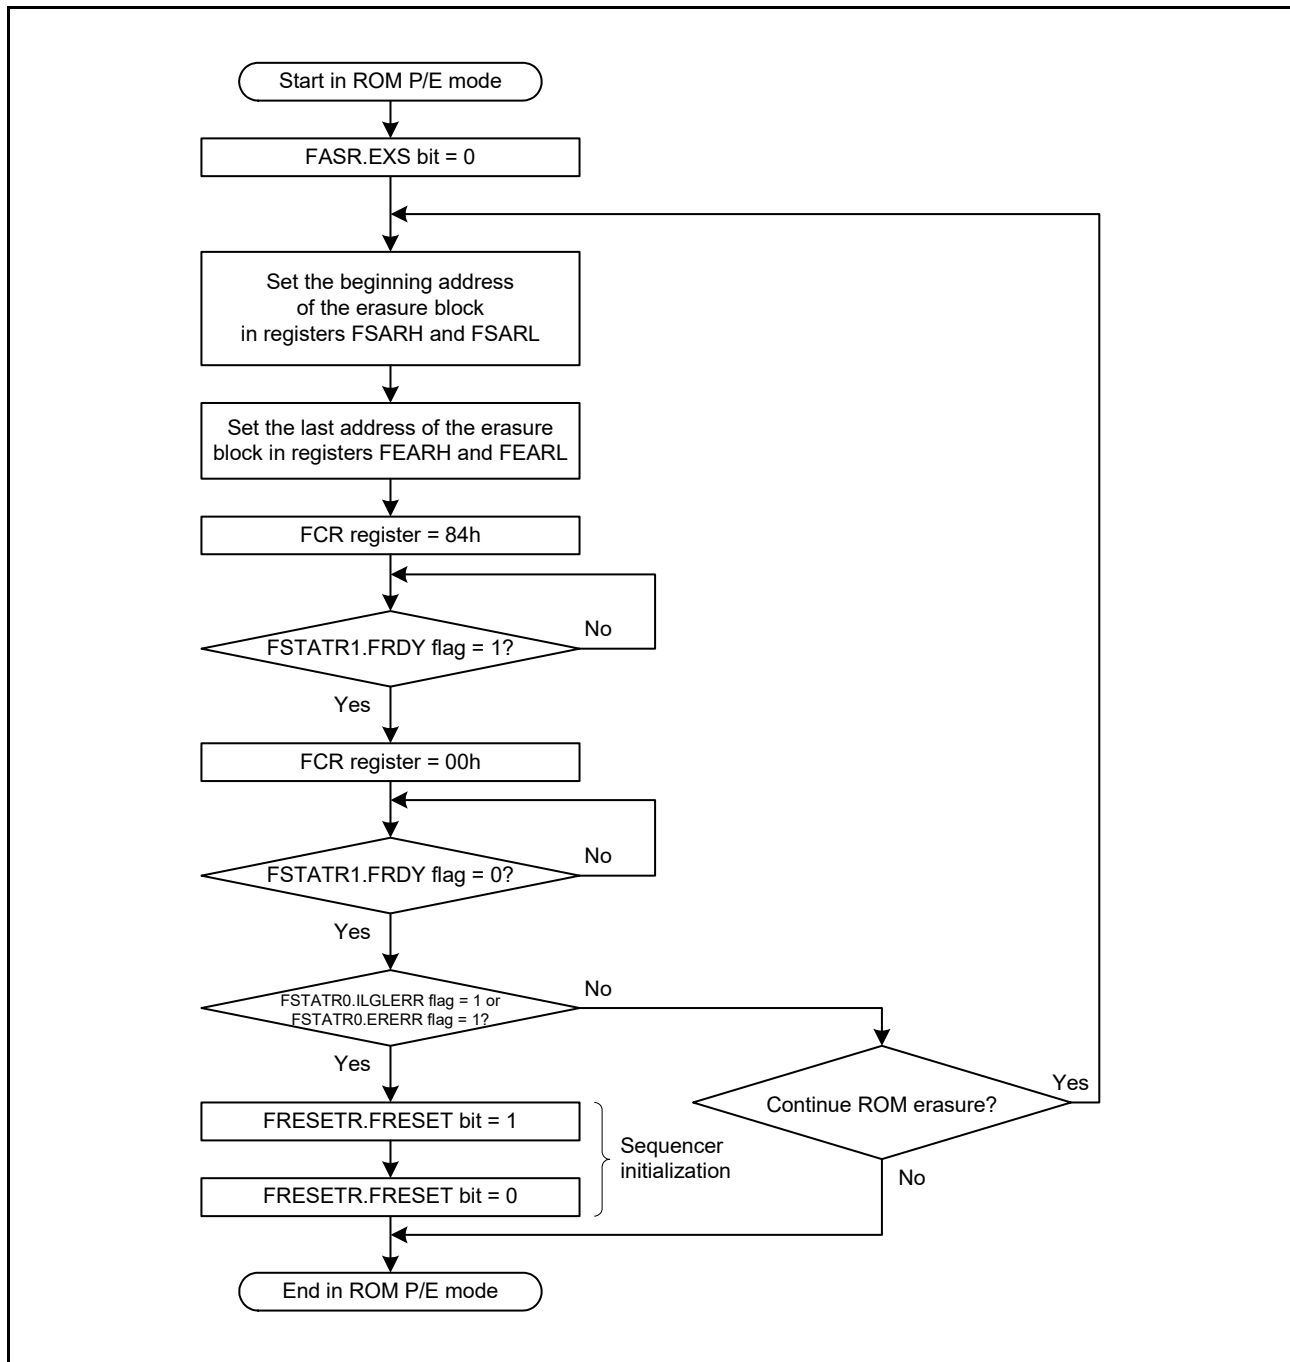 Start in ROM P/E mode
FASR.EXS bit = 0
Set the beginning address
of the erasure block
in registers FSARH and FSARL
Set the last address of the erasure
block in registers FEARH and FEARL
FCR register = 84h
FSTATR1.FRDY flag = 1?
No
Yes
FCR register = 00h
FSTATR1.FRDY flag = 0?
No
Yes
FSTATR0.ILGLERR flag = 1 or
FSTATR0.ERERR flag = 1?
No
Yes
Continue ROM erasure?
Yes
No
FRESETR.FRESET bit = 1
FRESETR.FRESET bit = 0
Sequencer
initialization
End in ROM P/E mode